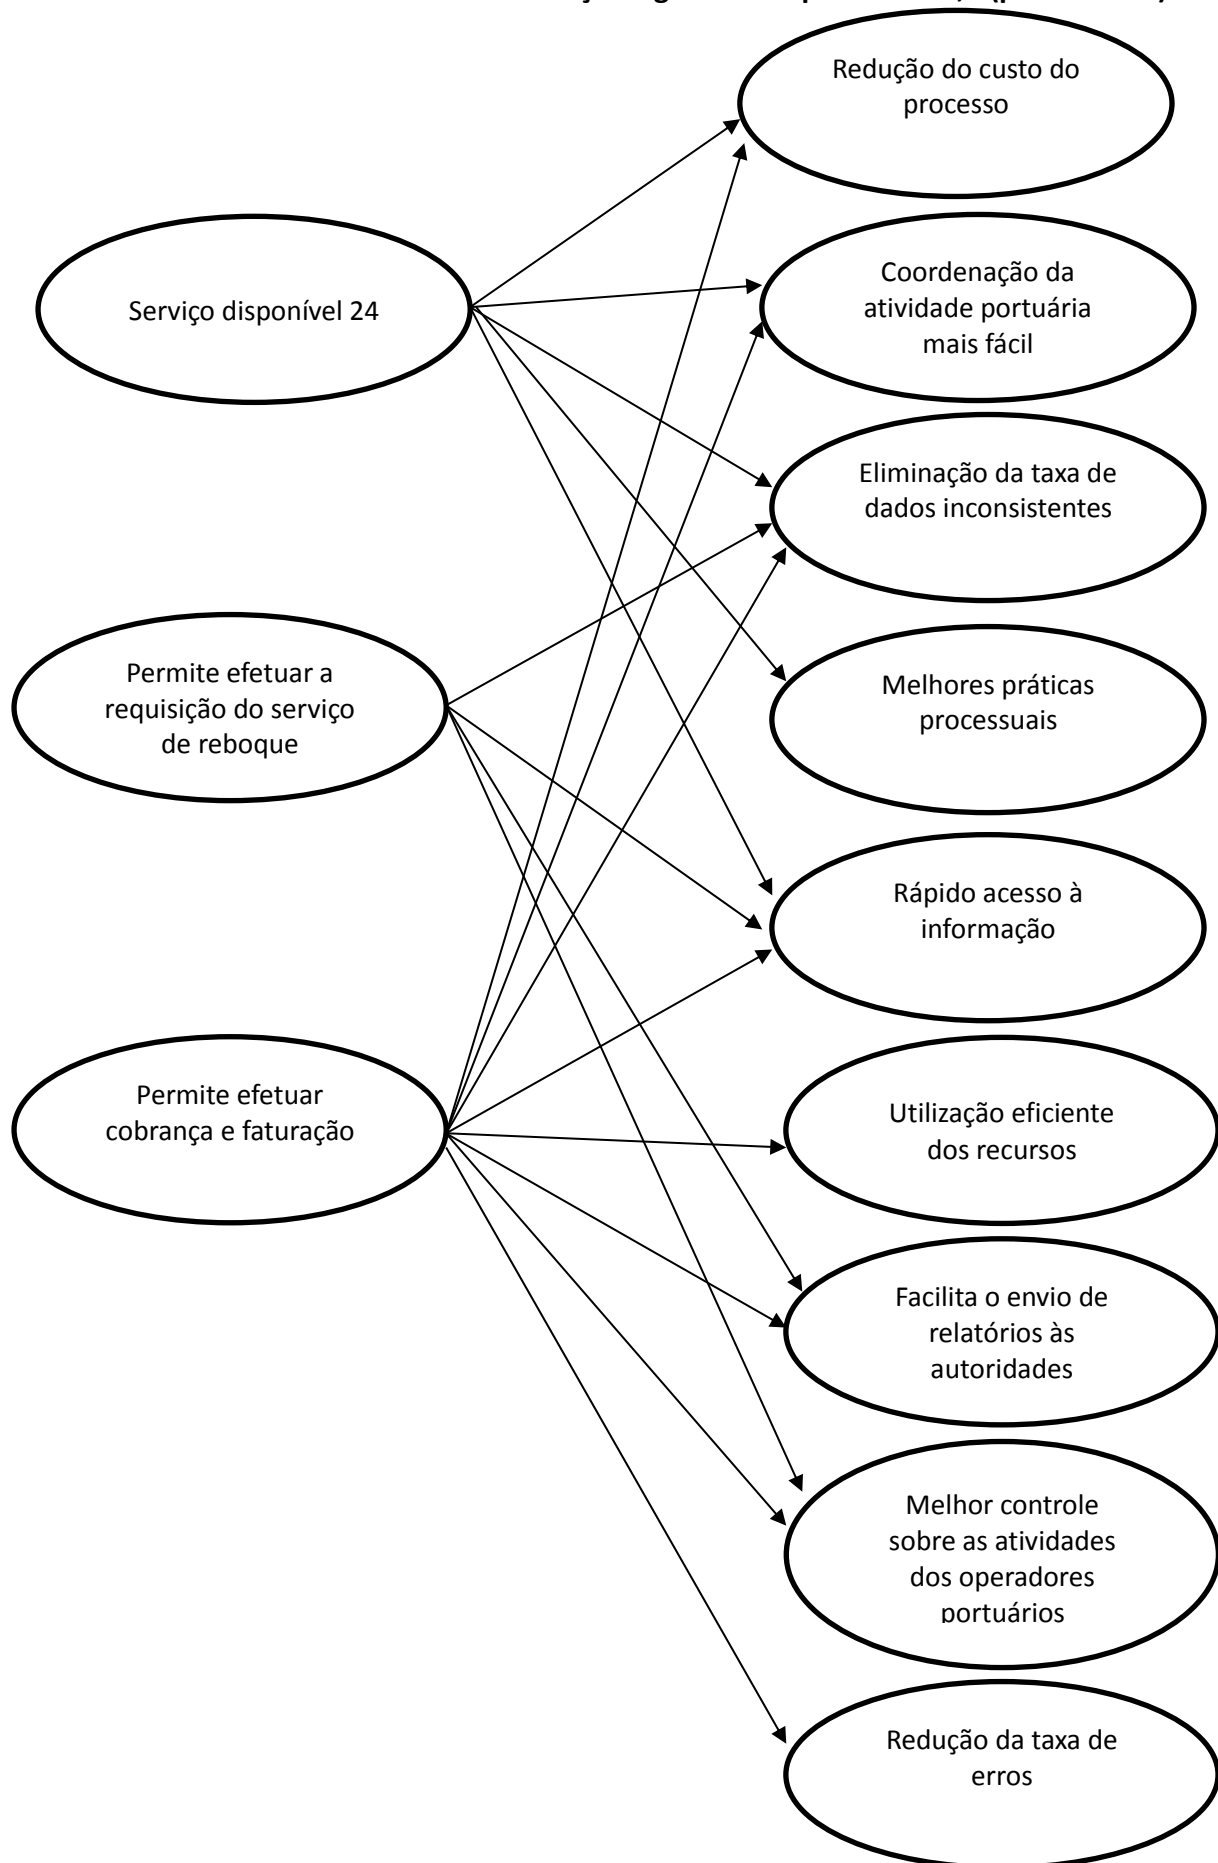 Redução do custo do
processo
Serviço disponível 24
Coordenação da
atividade portuária
mais fácil
Eliminação da taxa de
dados inconsistentes
Permite efetuar a
requisição do serviço
de reboque
Melhores práticas
processuais
Rápido acesso à
informação
Permite efetuar
cobrança e faturação
Utilização eficiente
dos recursos
Facilita o envio de
relatórios às
autoridades
Melhor controle
sobre as atividades
dos operadores
portuários
Redução da taxa de
erros